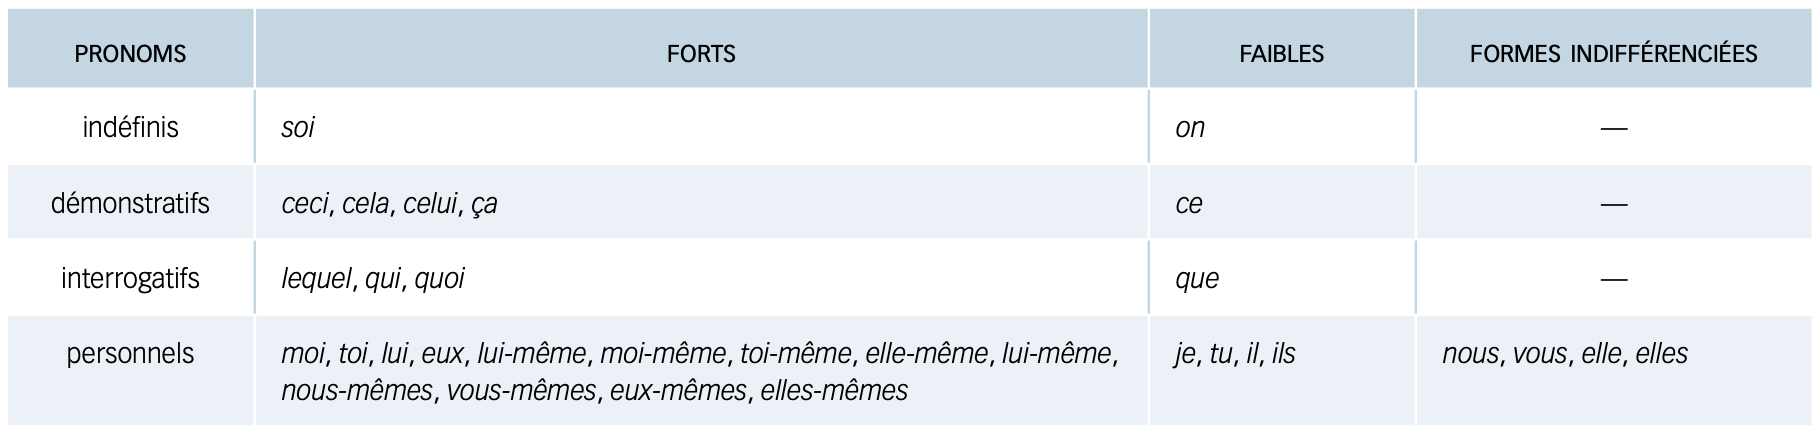 PRONOMS FORTS FAIBLES FORMES INDIFFÉRENCIÉES
indéfinis soi on —
démonstratifs ceci, cela, celui, ça ce —
interrogatifs lequel, qui, quoi que —
personnels moi, toi, lui, eux, lui-même, moi-même, toi-même, elle-même, lui-même, je, tu, il, ils nous, vous, elle, elles
nous-mêmes, vous-mêmes, eux-mêmes, elles-mêmes